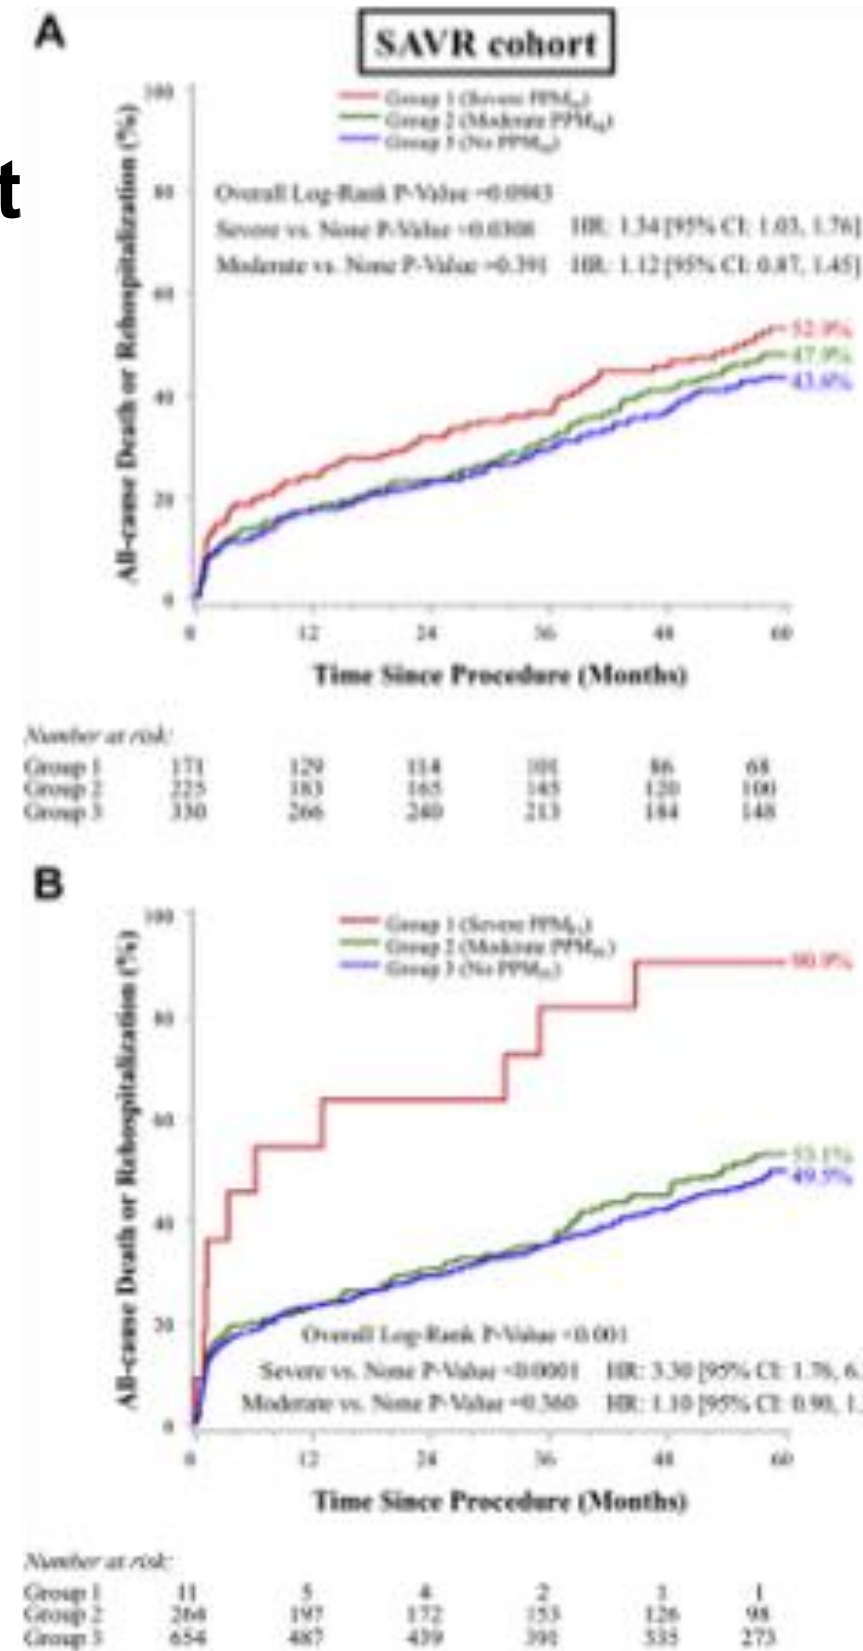 A
SAVR cohort
t
Group 1 (Severe PPM
Group 2 (Moderate PPM
Group 3 (No PPM
Overall Log-Rank P-Value =0.0943
Severe vs. None P-Value =0.0308 HR: 1.34 [95% CI: 1.03, 1.76]
Moderate vs. None P-Value =0.391 HR: 1.12 [95% CI: 0.87, 1.45]
All-cause Death or Rehospitalization (%)
100
80
60
40
20
0
52.9%
47.9%
43.6%
0 12 24 36 48 60
Time Since Procedure (Months)
Number at risk:
Group 1 171 129 114 101 86 68
Group 2 225 183 165 145 120 100
Group 3 330 266 240 213 184 148
B
Group 1 (Severe PPM
Group 2 (Moderate PPM
Group 3 (No PPM
All-cause Death or Rehospitalization (%)
100
80
60
40
20
0
90.9%
53.1%
49.5%
Overall Log-Rank P-Value <0.001
Severe vs. None P-Value <0.0001 HR: 3.30 [95% CI: 1.76, 6.
Moderate vs. None P-Value =0.360 HR: 1.10 [95% CI: 0.90, 1.
0 12 24 36 48 60
Time Since Procedure (Months)
Number at risk:
Group 1 11 5 4 2 1 1
Group 2 264 197 172 153 126 98
Group 3 654 487 439 391 335 273